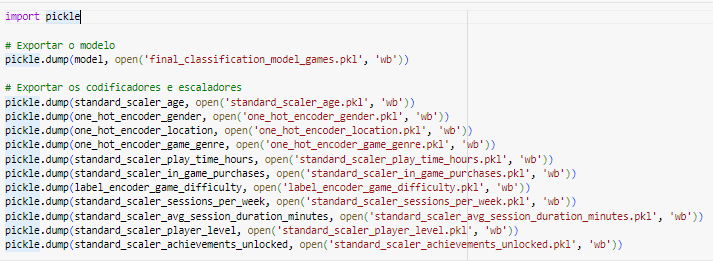 import pickle
# Exportar o modelo
pickle.dump(model, open('final_classification_model_games.pkl', 'wb'))
# Exportar os codificadores e escaladores
pickle.dump(standard_scaler_age, open('standard_scaler_age.pkl', 'wb'))
pickle.dump(one_hot_encoder_gender, open('one_hot_encoder_gender.pkl', 'wb'))
pickle.dump(one_hot_encoder_location, open('one_hot_encoder_location.pkl', 'wb'))
pickle.dump(one_hot_encoder_game_genre, open('one_hot_encoder_game_genre.pkl', 'wb'))
pickle.dump(standard_scaler_play_time_hours, open('standard_scaler_play_time_hours.pkl', 'wb'))
pickle.dump(standard_scaler_in_game_purchases, open('standard_scaler_in_game_purchases.pkl', 'wb'))
pickle.dump(label_encoder_game_difficulty, open('label_encoder_game_difficulty.pkl', 'wb'))
pickle.dump(standard_scaler_sessions_per_week, open('standard_scaler_sessions_per_week.pkl', 'wb'))
pickle.dump(standard_scaler_avg_session_duration_minutes, open('standard_scaler_avg_session_duration_minutes.pkl', 'wb'))
pickle.dump(standard_scaler_player_level, open('standard_scaler_player_level.pkl', 'wb'))
pickle.dump(standard_scaler_achievements_unlocked, open('standard_scaler_achievements_unlocked.pkl', 'wb'))